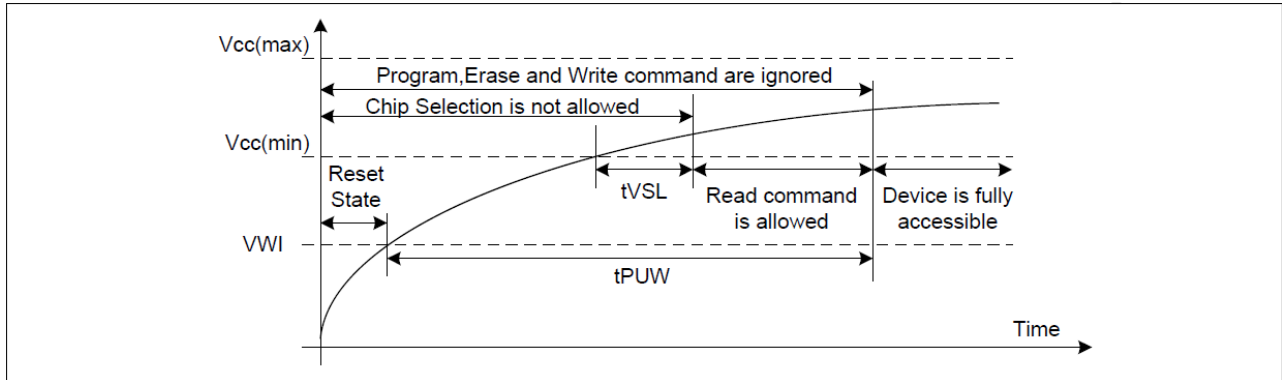 Vcc(max)
Program,Erase and Write command are ignored
Chip Selection is not allowed
Vcc(min)
Reset
State
tVSL
Read command
is allowed
Device is fully
accessible
VWI
tPUW
Time